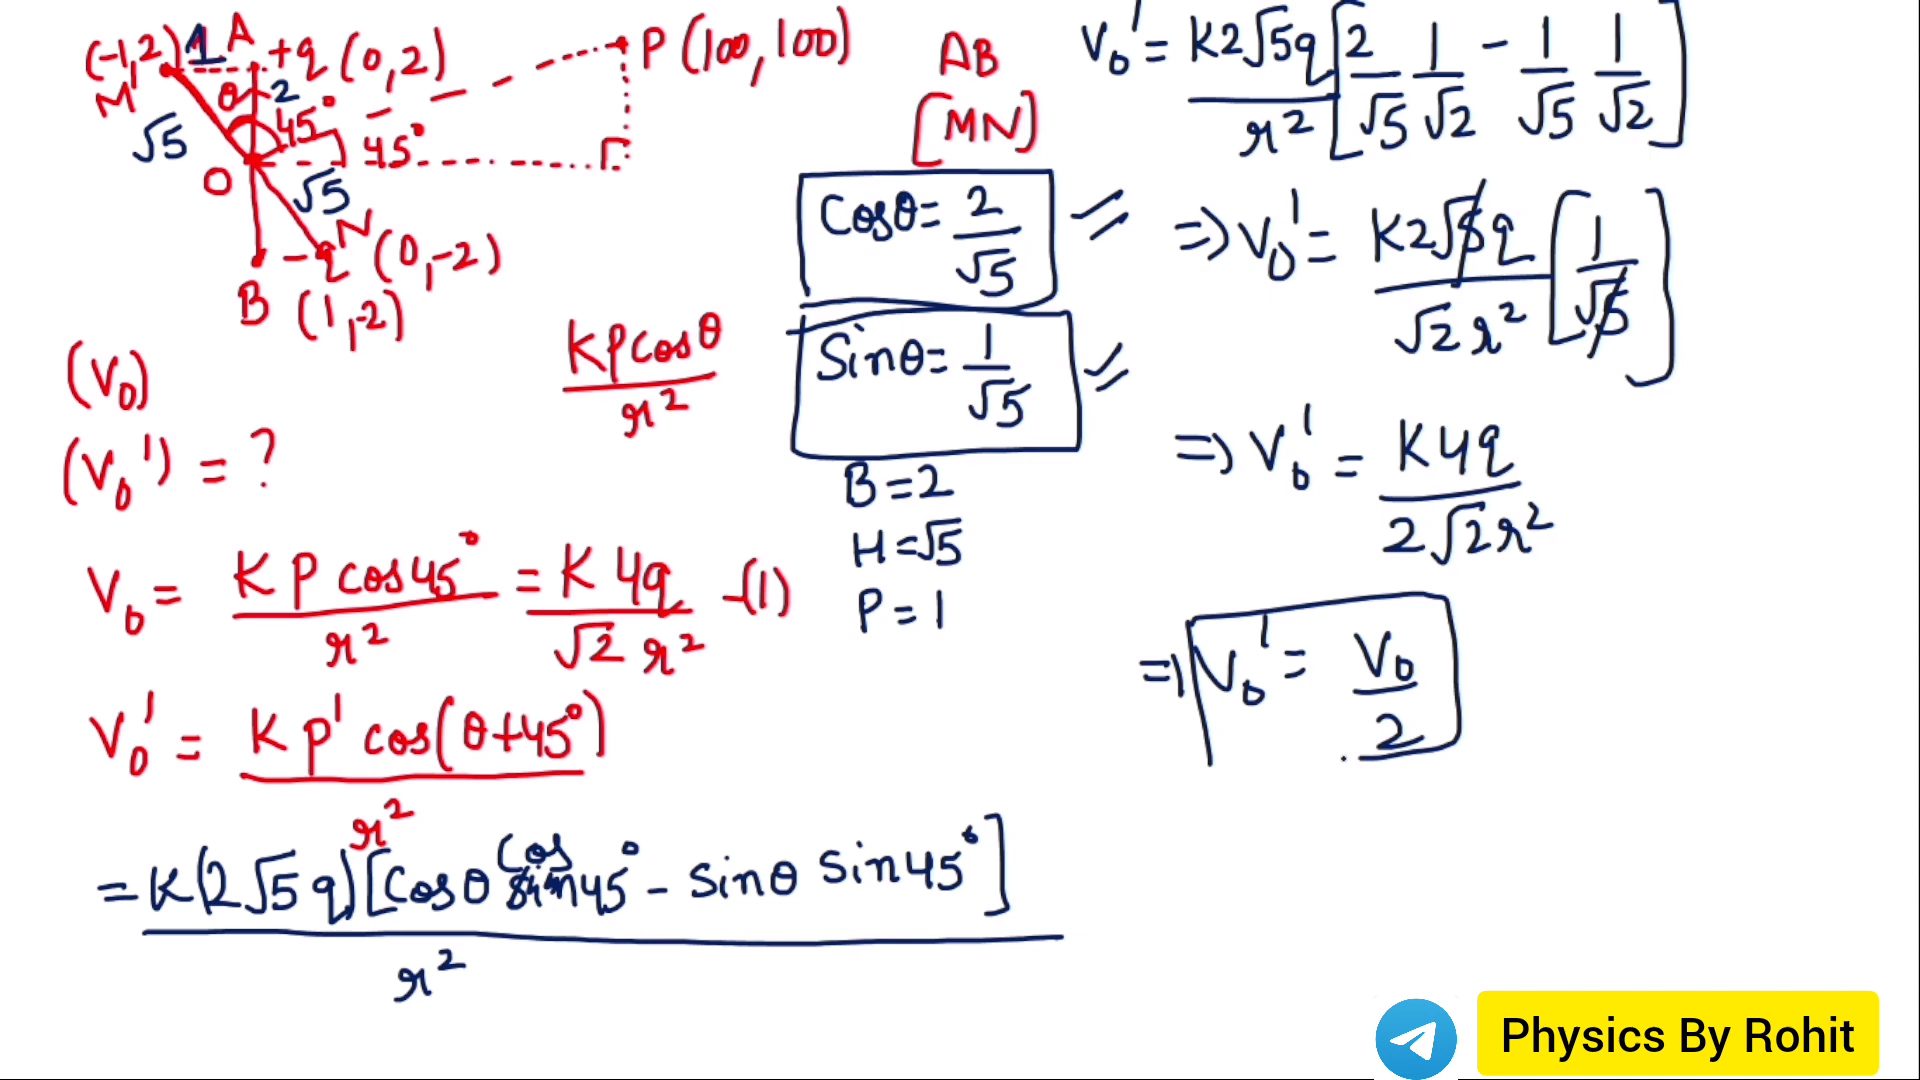 (-1,2) 1 A +q (0,2)
M θ 2
√5 45° 45°
P (100,100)
O √5 N
-q (0,-2)
B (1,-2)
AB
[MN]
(V₀)
(V₀') = ?
KPcosθ / r²
V₀ = K P cos45° / r² = K 4q / √2 r² -(1)
V₀' = K P' cos(θ+45°) / r²
= K(2√5 q)[Cosθ Cos 45° - sinθ sin45°] / r²
Cosθ = 2/√5
Sinθ = 1/√5
B = 2
H = √5
P = 1
V₀' = K2√5q / r² [2/√5 1/√2 - 1/√5 1/√2]
⇒ V₀' = K2√5q / √2 r² [1/√5]
⇒ V₀' = K4q / 2√2 r²
⇒ V₀' = V₀/2
Physics By Rohit